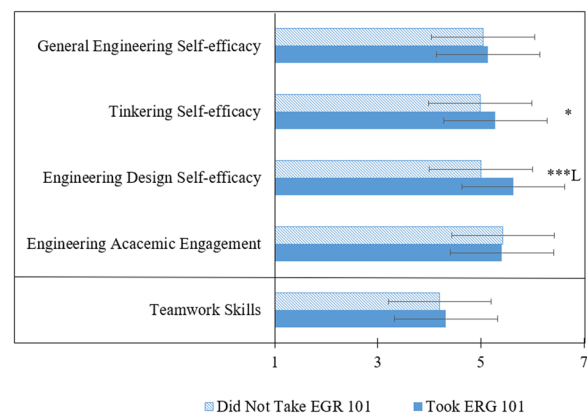 General Engineering Self-efficacy
Tinkering Self-efficacy
*
Engineering Design Self-efficacy
***L
Engineering Acacemic Engagement
Teamwork Skills
1 3 5 7
Did Not Take EGR 101 Took ERG 101